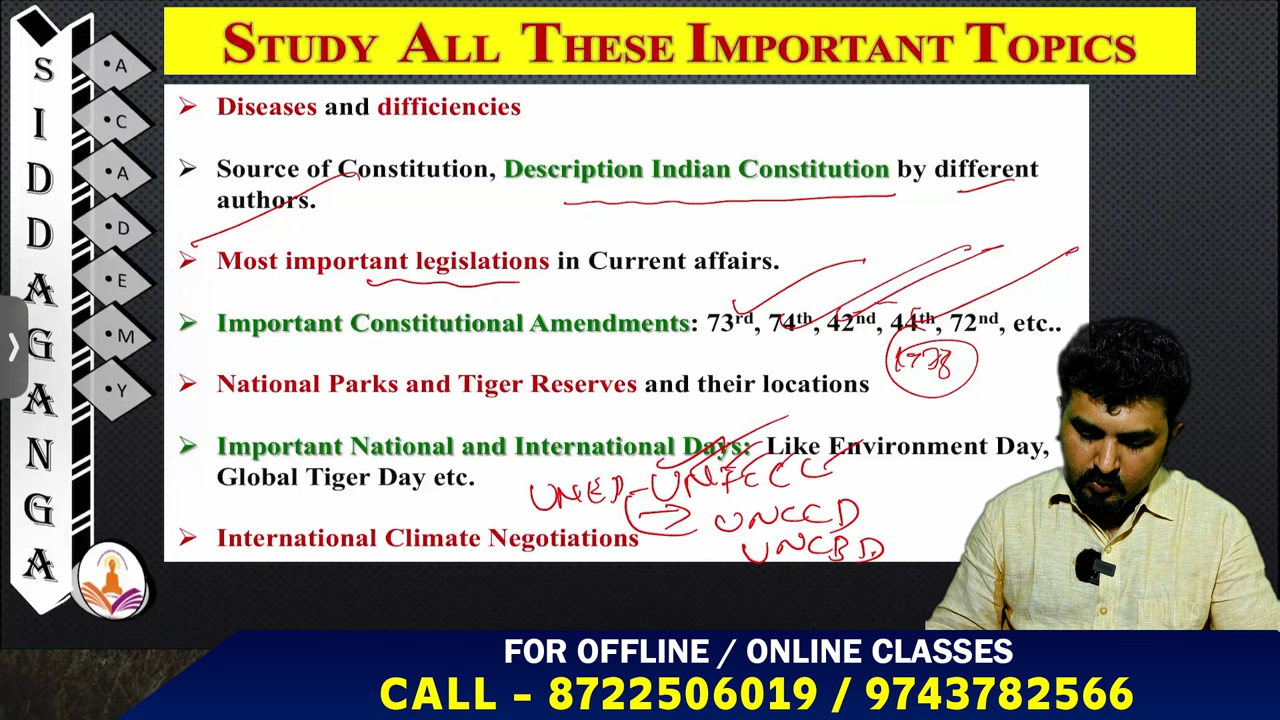 STUDY ALL THESE IMPORTANT TOPICS
SIDDAGANGA
ACADEMY
Diseases and difficiencies
Source of Constitution, Description Indian Constitution by different
authors.
Most important legislations in Current affairs.
Important Constitutional Amendments: 73rd, 74th, 42nd, 44th, 72nd, etc..
1978
National Parks and Tiger Reserves and their locations
Important National and International Days: Like Environment Day,
Global Tiger Day etc.
UNFCCC
UNCCD
International Climate Negotiations
UNCBD
FOR OFFLINE / ONLINE CLASSES
CALL - 8722506019 / 9743782566